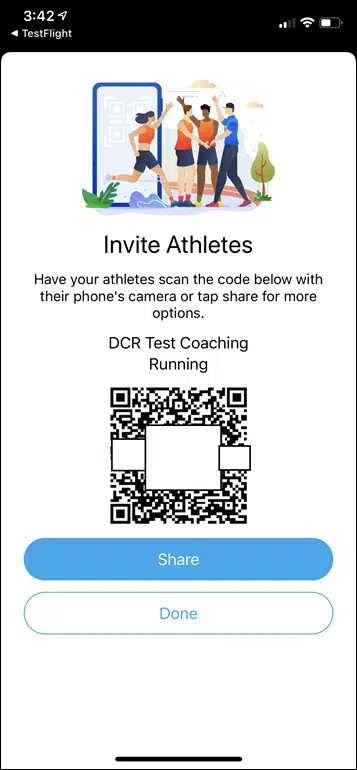 3:42
◀ TestFlight
Invite Athletes
Have your athletes scan the code below with
their phone's camera or tap share for more
options.
DCR Test Coaching
Running
Share
Done